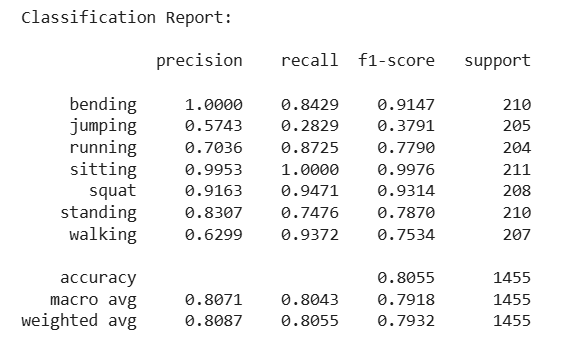 Classification Report:
precision recall f1-score support
bending 1.0000 0.8429 0.9147 210
jumping 0.5743 0.2829 0.3791 205
running 0.7036 0.8725 0.7790 204
sitting 0.9953 1.0000 0.9976 211
squat 0.9163 0.9471 0.9314 208
standing 0.8307 0.7476 0.7870 210
walking 0.6299 0.9372 0.7534 207
accuracy 0.8055 1455
macro avg 0.8071 0.8043 0.7918 1455
weighted avg 0.8087 0.8055 0.7932 1455